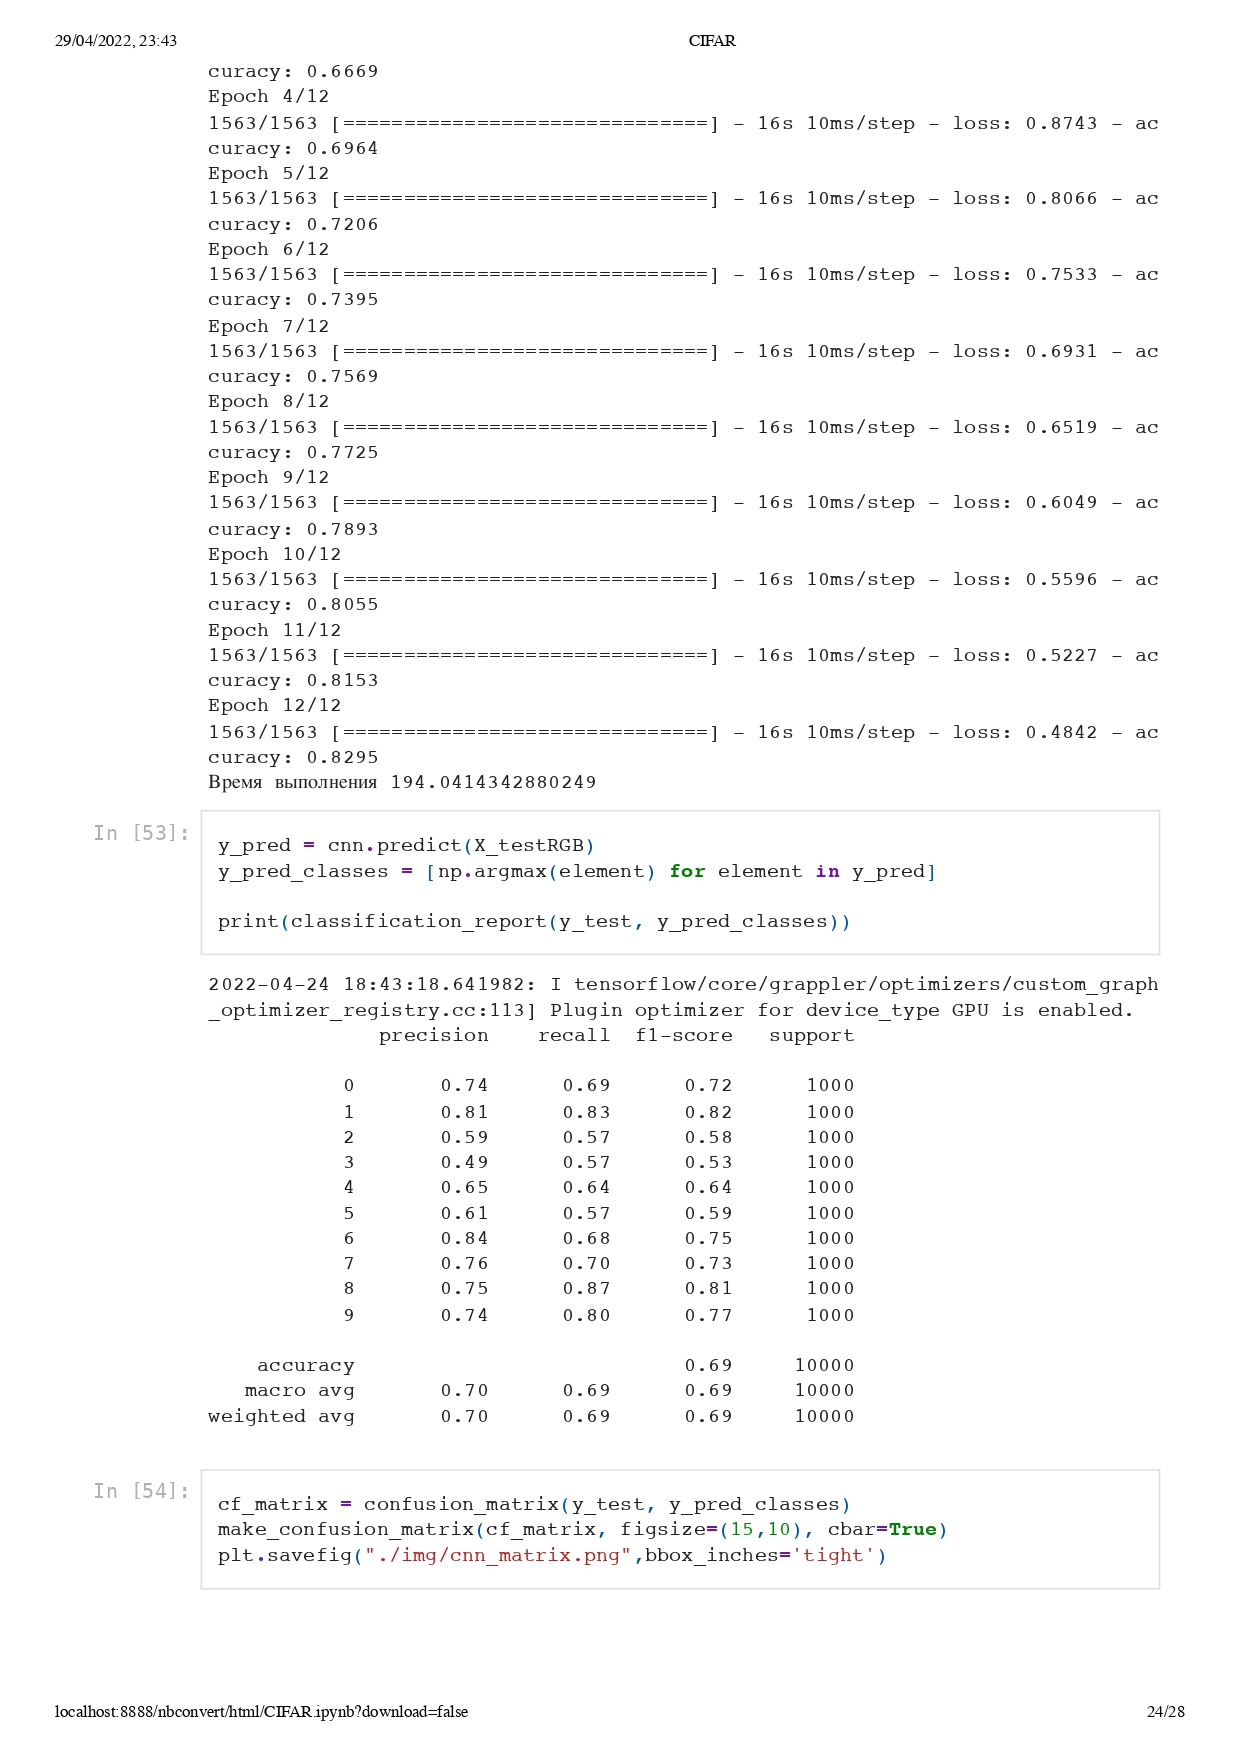 29/04/2022, 23:43 CIFAR
curacy: 0.6669
Epoch 4/12
1563/1563 [==============================] - 16s 10ms/step - loss: 0.8743 - ac
curacy: 0.6964
Epoch 5/12
1563/1563 [==============================] - 16s 10ms/step - loss: 0.8066 - ac
curacy: 0.7206
Epoch 6/12
1563/1563 [==============================] - 16s 10ms/step - loss: 0.7533 - ac
curacy: 0.7395
Epoch 7/12
1563/1563 [==============================] - 16s 10ms/step - loss: 0.6931 - ac
curacy: 0.7569
Epoch 8/12
1563/1563 [==============================] - 16s 10ms/step - loss: 0.6519 - ac
curacy: 0.7725
Epoch 9/12
1563/1563 [==============================] - 16s 10ms/step - loss: 0.6049 - ac
curacy: 0.7893
Epoch 10/12
1563/1563 [==============================] - 16s 10ms/step - loss: 0.5596 - ac
curacy: 0.8055
Epoch 11/12
1563/1563 [==============================] - 16s 10ms/step - loss: 0.5227 - ac
curacy: 0.8153
Epoch 12/12
1563/1563 [==============================] - 16s 10ms/step - loss: 0.4842 - ac
curacy: 0.8295
Время выполнения 194.0414342880249
In [53]:
y_pred = cnn.predict(X_testRGB)
y_pred_classes = [np.argmax(element) for element in y_pred]
print(classification_report(y_test, y_pred_classes))
2022-04-24 18:43:18.641982: I tensorflow/core/grappler/optimizers/custom_graph
_optimizer_registry.cc:113] Plugin optimizer for device_type GPU is enabled.
precision recall f1-score support
0 0.74 0.69 0.72 1000
1 0.81 0.83 0.82 1000
2 0.59 0.57 0.58 1000
3 0.49 0.57 0.53 1000
4 0.65 0.64 0.64 1000
5 0.61 0.57 0.59 1000
6 0.84 0.68 0.75 1000
7 0.76 0.70 0.73 1000
8 0.75 0.87 0.81 1000
9 0.74 0.80 0.77 1000
accuracy 0.69 10000
macro avg 0.70 0.69 0.69 10000
weighted avg 0.70 0.69 0.69 10000
In [54]:
cf_matrix = confusion_matrix(y_test, y_pred_classes)
make_confusion_matrix(cf_matrix, figsize=(15,10), cbar=True)
plt.savefig("./img/cnn_matrix.png",bbox_inches='tight')
localhost:8888/nbconvert/html/CIFAR.ipynb?download=false 24/28